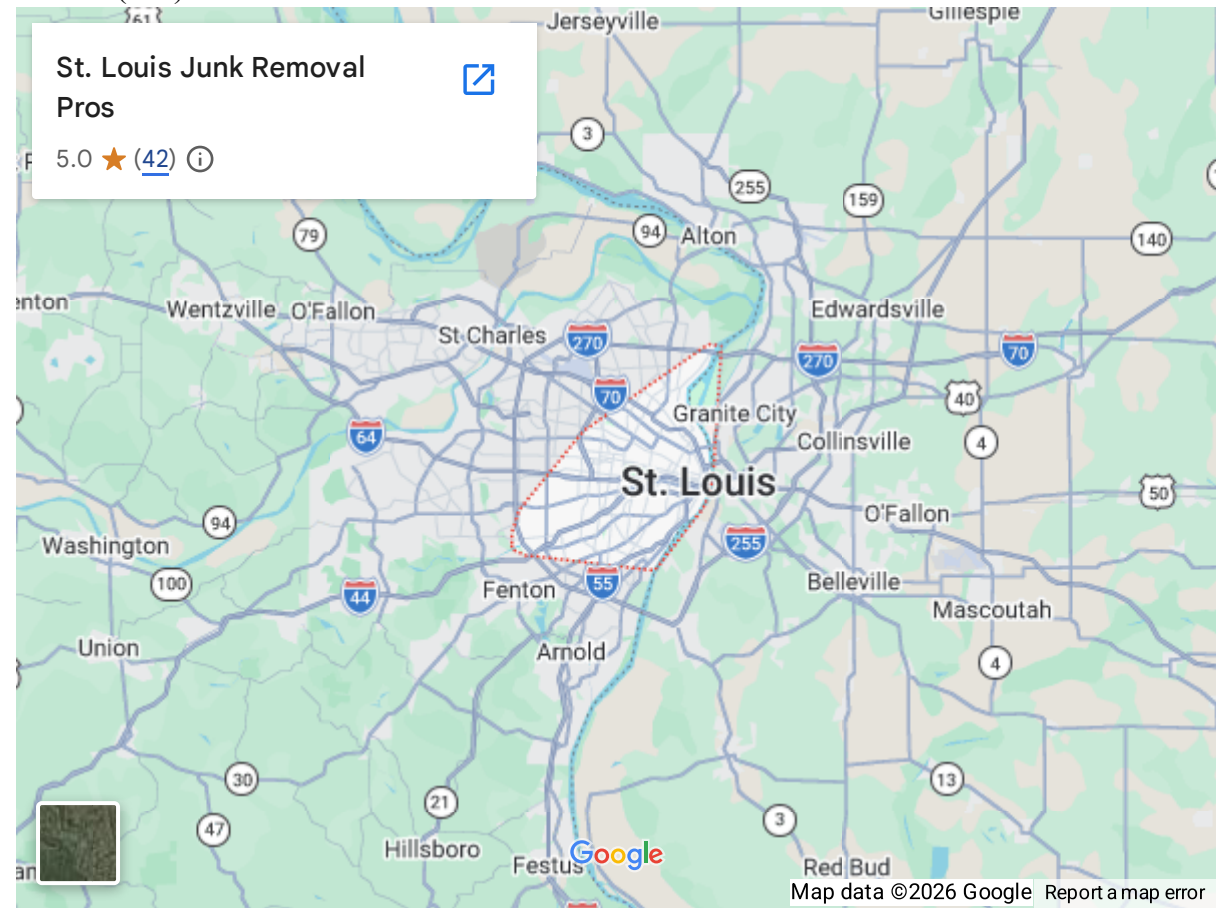 61
Jerseyville
Gillespie
St. Louis Junk Removal
Pros
5.0 ★ (42)
3
255
159
79
94
Alton
140
enton
Wentzville
O'Fallon
Edwardsville
St Charles
270
270
70
70
40
Granite City
64
Collinsville
4
St. Louis
50
94
O'Fallon
Washington
255
100
44
Fenton
55
Belleville
Mascoutah
Union
Arnold
4
30
21
13
47
3
Hillsboro
Festus
Google
Red Bud
Map data ©2026 Google
Report a map error